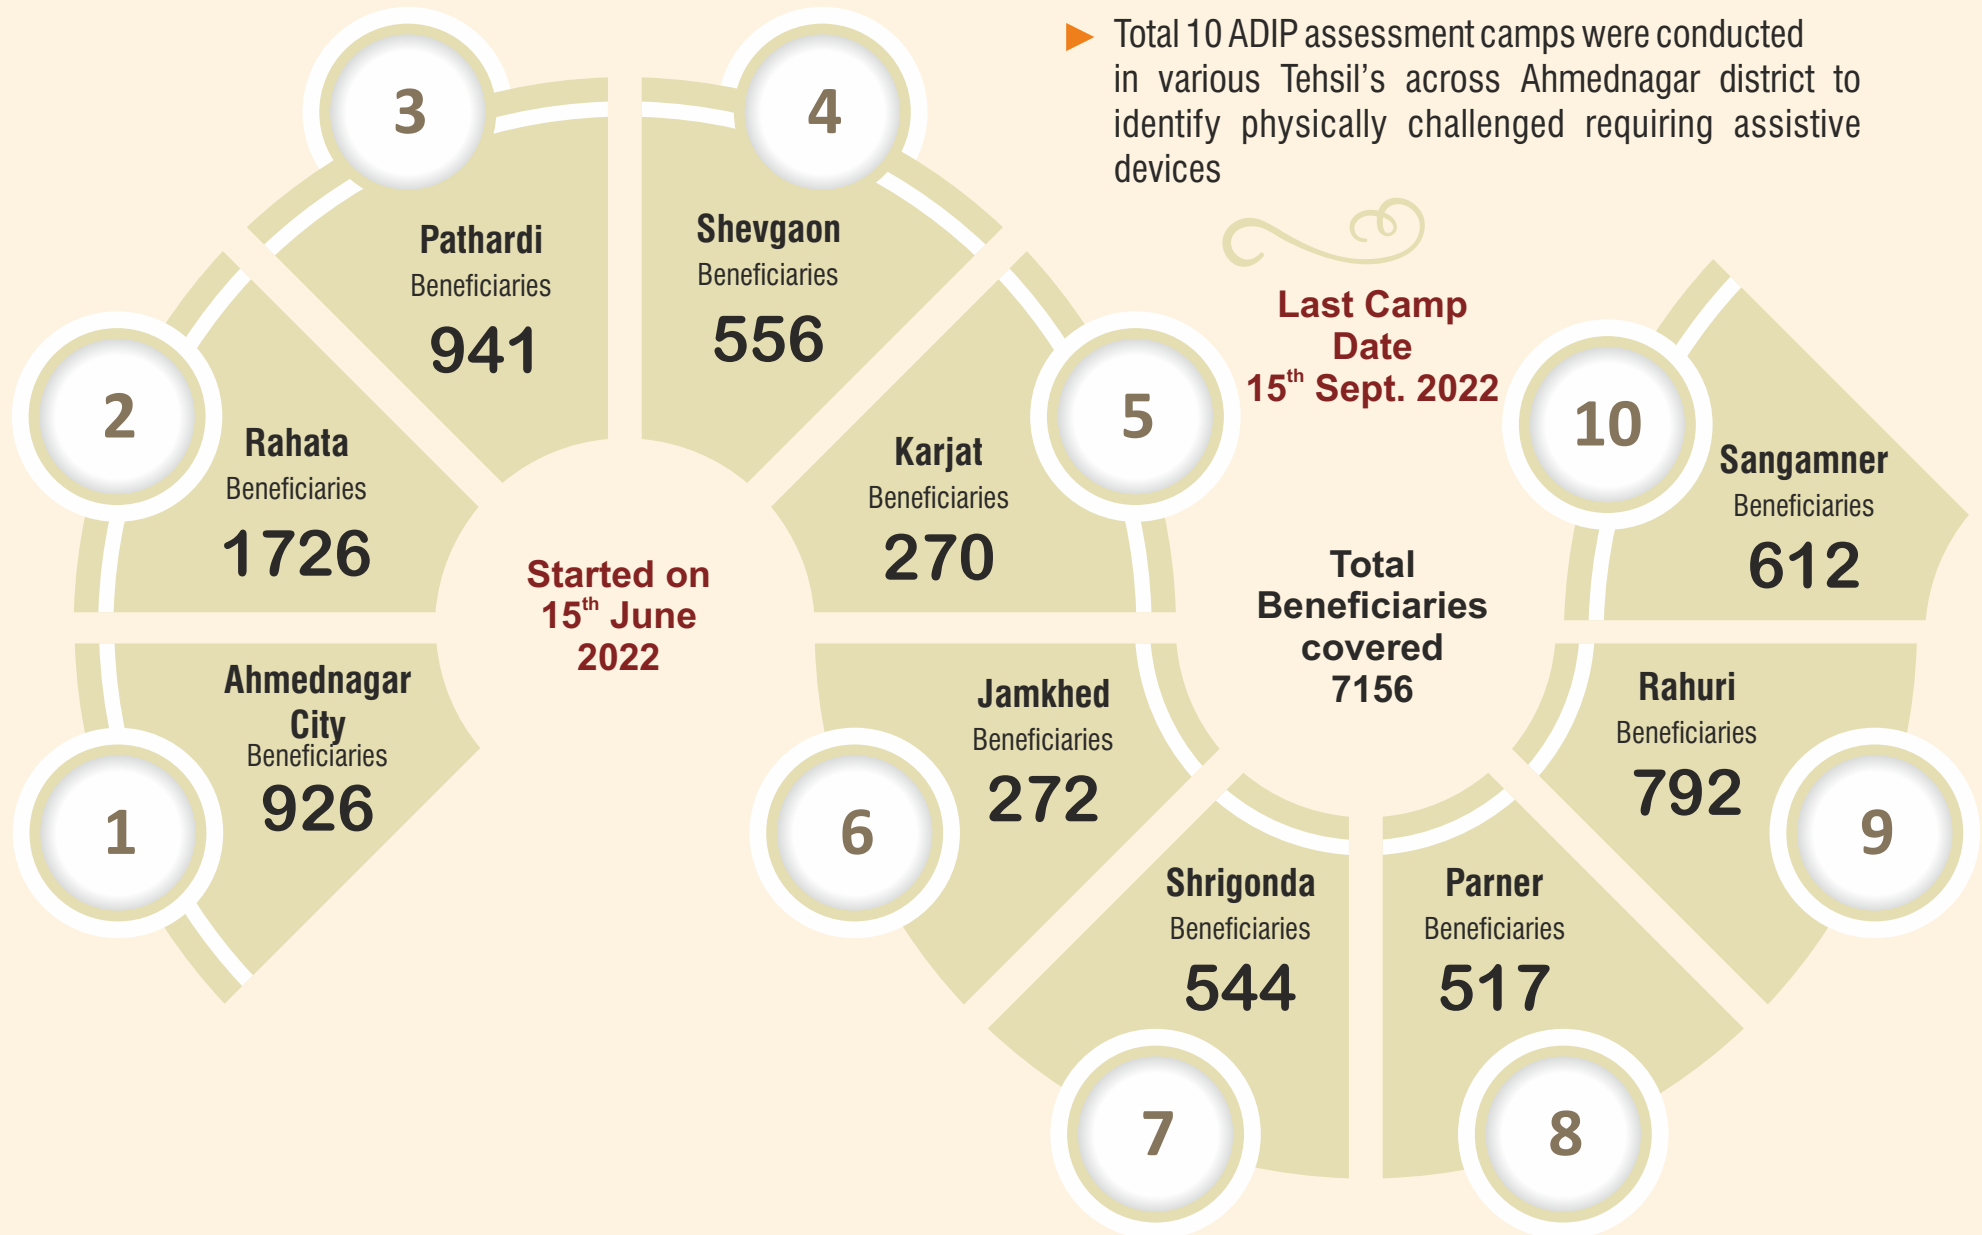 ► Total 10 ADIP assessment camps were conducted
in various Tehsil’s across Ahmednagar district to
identify physically challenged requiring assistive
devices
1
Ahmednagar
City
Beneficiaries
926
2
Rahata
Beneficiaries
1726
3
Pathardi
Beneficiaries
941
4
Shevgaon
Beneficiaries
556
5
Karjat
Beneficiaries
270
Started on
15th June
2022
6
Jamkhed
Beneficiaries
272
7
Shrigonda
Beneficiaries
544
8
Parner
Beneficiaries
517
9
Rahuri
Beneficiaries
792
10
Sangamner
Beneficiaries
612
Last Camp
Date
15th Sept. 2022
Total
Beneficiaries
covered
7156